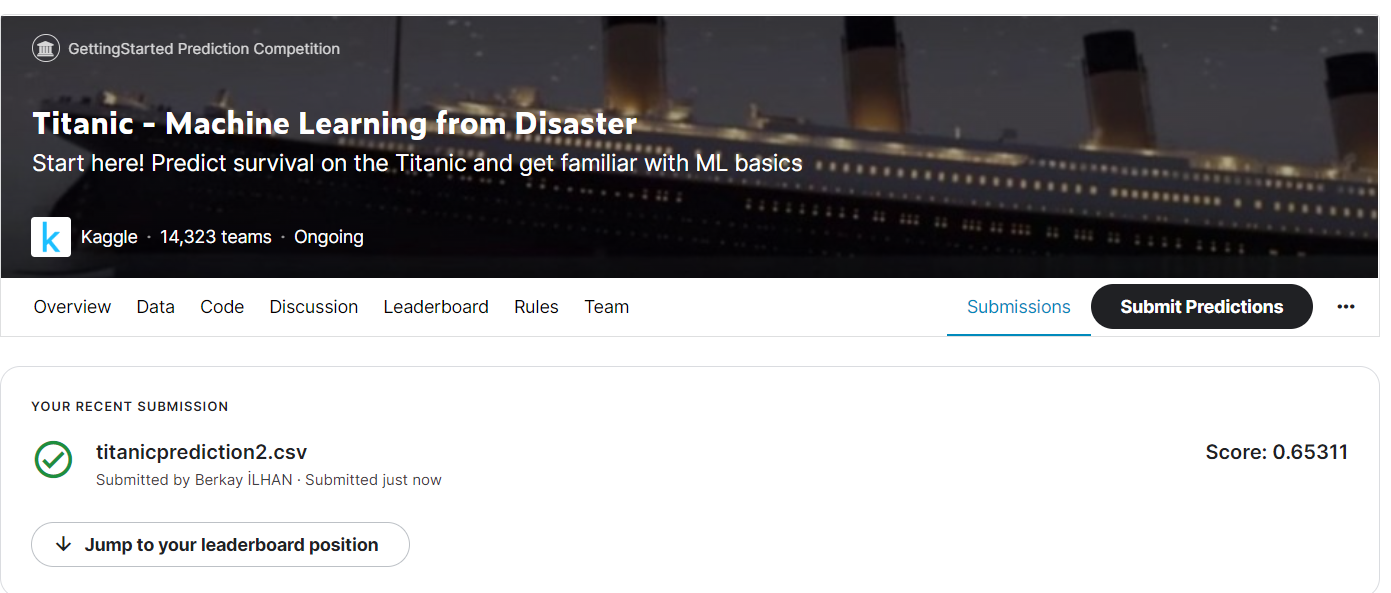 GettingStarted Prediction Competition
Titanic - Machine Learning from Disaster
Start here! Predict survival on the Titanic and get familiar with ML basics
k Kaggle · 14,323 teams · Ongoing
Overview Data Code Discussion Leaderboard Rules Team Submissions Submit Predictions ...
YOUR RECENT SUBMISSION
titanicprediction2.csv Score: 0.65311
Submitted by Berkay İLHAN · Submitted just now
Jump to your leaderboard position